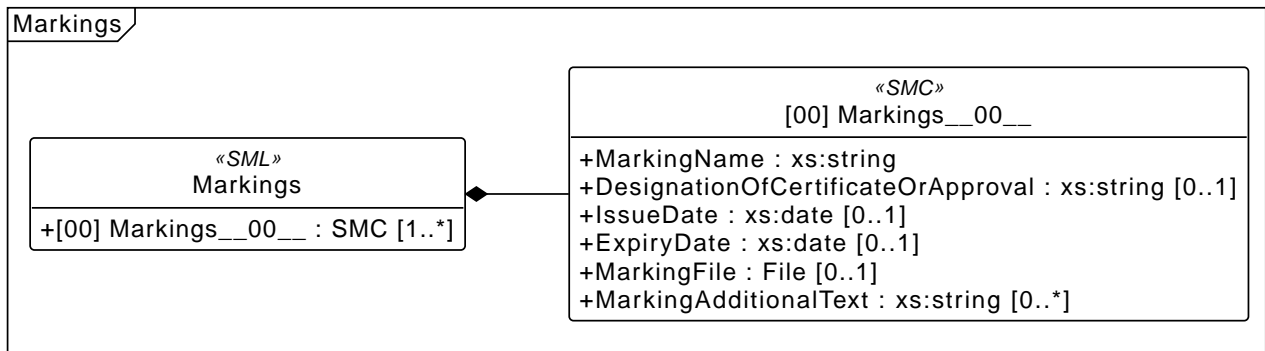 Markings
«SML»
Markings
+[00] Markings__00__ : SMC [1..*]
«SMC»
[00] Markings__00__
+MarkingName : xs:string
+DesignationOfCertificateOrApproval : xs:string [0..1]
+IssueDate : xs:date [0..1]
+ExpiryDate : xs:date [0..1]
+MarkingFile : File [0..1]
+MarkingAdditionalText : xs:string [0..*]